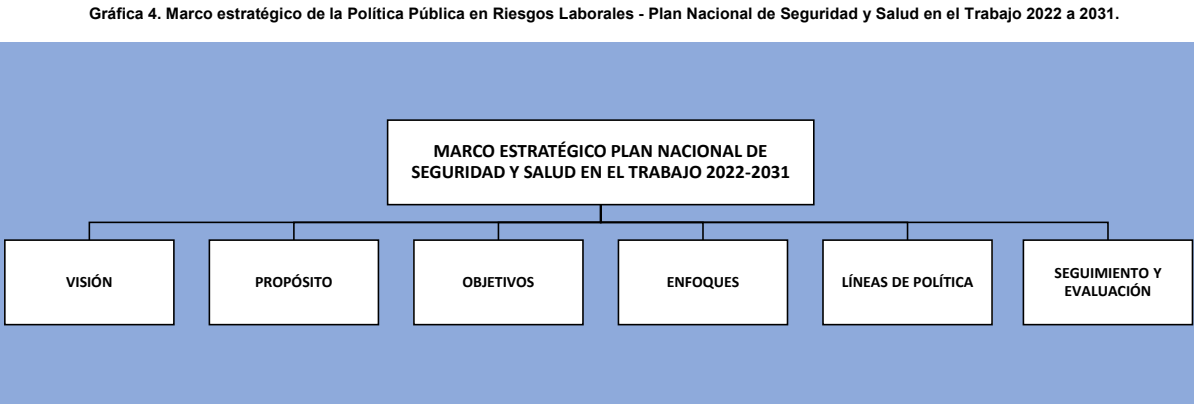 Gráfica 4. Marco estratégico de la Política Pública en Riesgos Laborales - Plan Nacional de Seguridad y Salud en el Trabajo 2022 a 2031.
MARCO ESTRATÉGICO PLAN NACIONAL DE
SEGURIDAD Y SALUD EN EL TRABAJO 2022-2031
VISIÓN
PROPÓSITO
OBJETIVOS
ENFOQUES
LÍNEAS DE POLÍTICA
SEGUIMIENTO Y
EVALUACIÓN